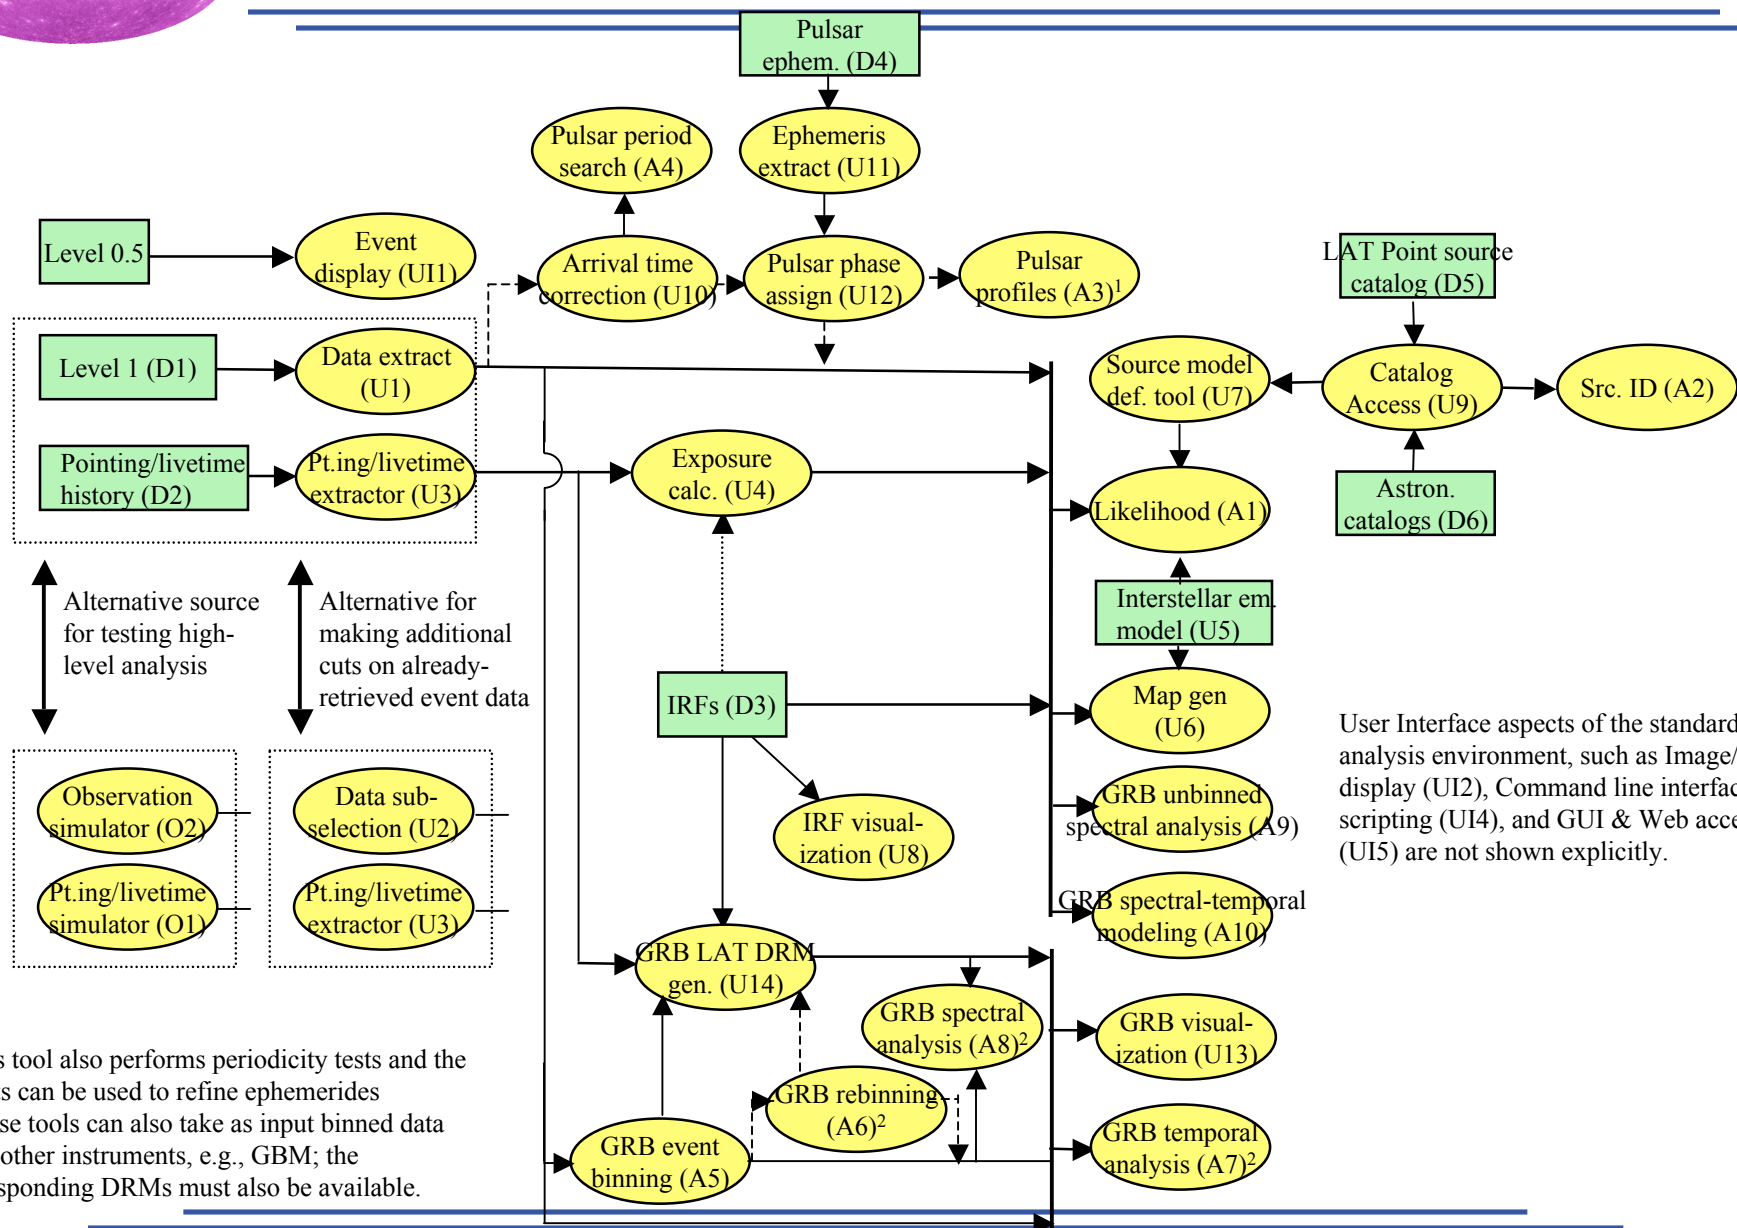 Pulsar
ephem. (D4)
Pulsar period
search (A4)
Ephemeris
extract (U11)
Level 0.5
Event
display (UI1)
Arrival time
correction (U10)
Pulsar phase
assign (U12)
Pulsar
profiles (A3)1
LAT Point source
catalog (D5)
Level 1 (D1)
Data extract
(U1)
Source model
def. tool (U7)
Catalog
Access (U9)
Src. ID (A2)
Pointing/livetime
history (D2)
Pt.ing/livetime
extractor (U3)
Exposure
calc. (U4)
Likelihood (A1)
Astron.
catalogs (D6)
Alternative source
for testing high-
level analysis
Alternative for
making additional
cuts on already-
retrieved event data
Interstellar em.
model (U5)
IRFs (D3)
Map gen
(U6)
User Interface aspects of the standard
analysis environment, such as Image/
display (UI2), Command line interfac
scripting (UI4), and GUI & Web acce
(UI5) are not shown explicitly.
Observation
simulator (O2)
Data sub-
selection (U2)
IRF visual-
ization (U8)
GRB unbinned
spectral analysis (A9)
Pt.ing/livetime
simulator (O1)
Pt.ing/livetime
extractor (U3)
GRB spectral-temporal
modeling (A10)
GRB LAT DRM
gen. (U14)
GRB spectral
analysis (A8)2
GRB visual-
ization (U13)
GRB rebinning
(A6)2
GRB event
binning (A5)
GRB temporal
analysis (A7)2
s tool also performs periodicity tests and the
ts can be used to refine ephemerides
se tools can also take as input binned data
other instruments, e.g., GBM; the
sponding DRMs must also be available.